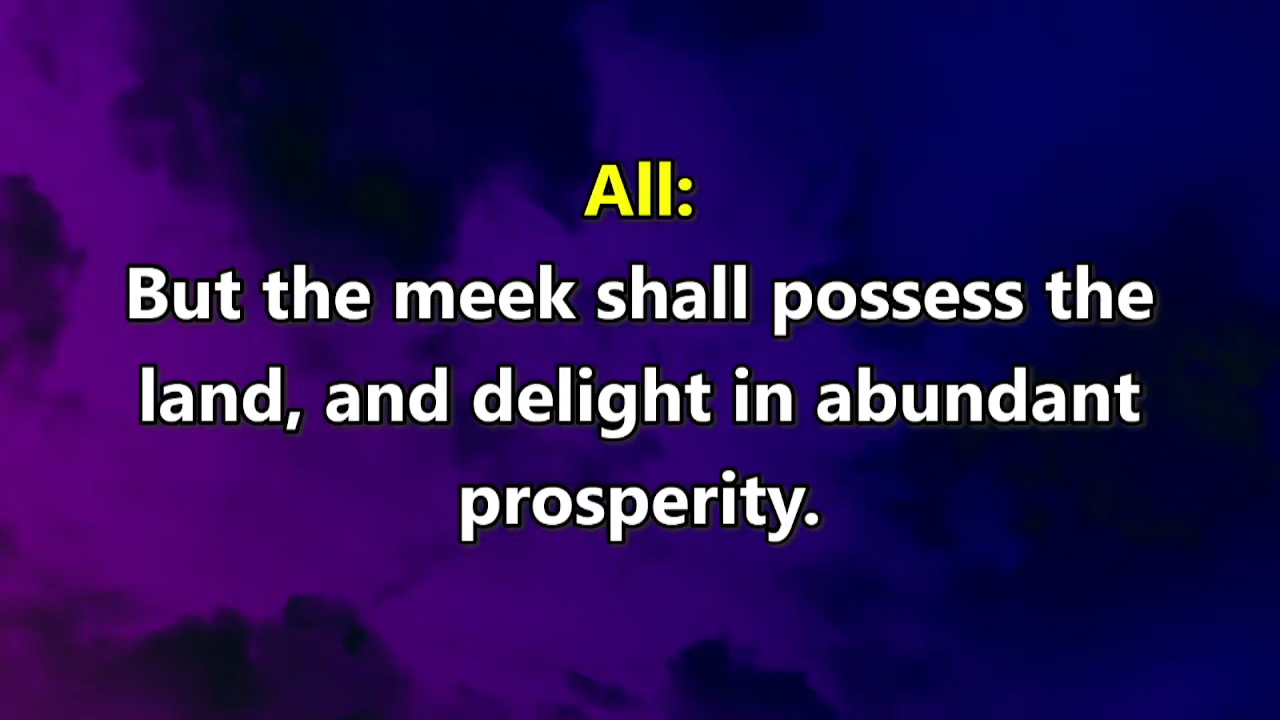 All:
But the meek shall possess the
land, and delight in abundant
prosperity.